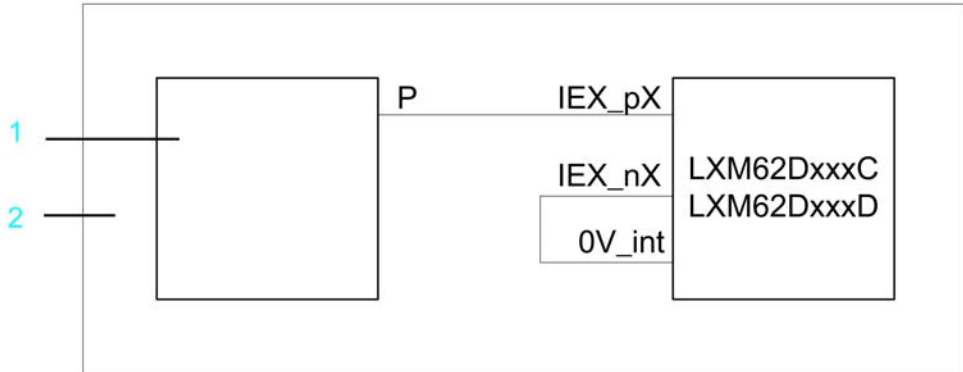 P IEX_pX
1
IEX_nX
LXM62DxxxC
LXM62DxxxD
2
0V_int